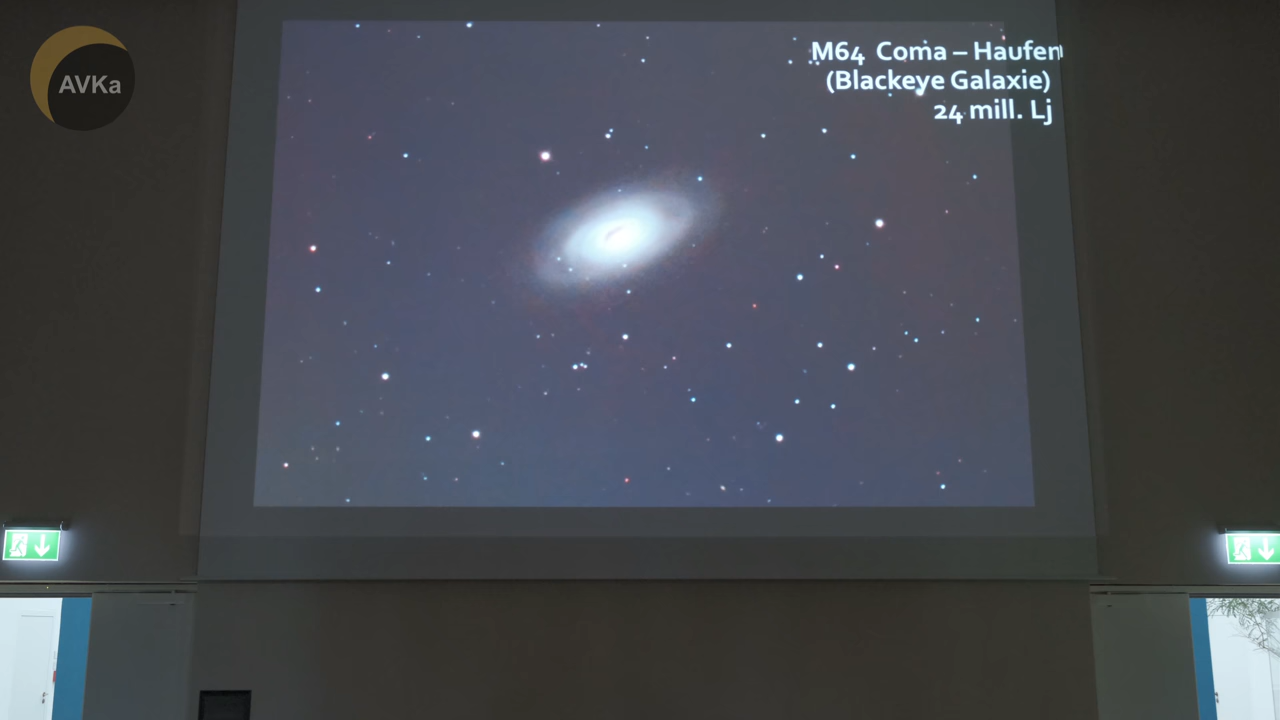 AVKa
M64 Coma – Haufen
(Blackeye Galaxie)
24 mill. Lj